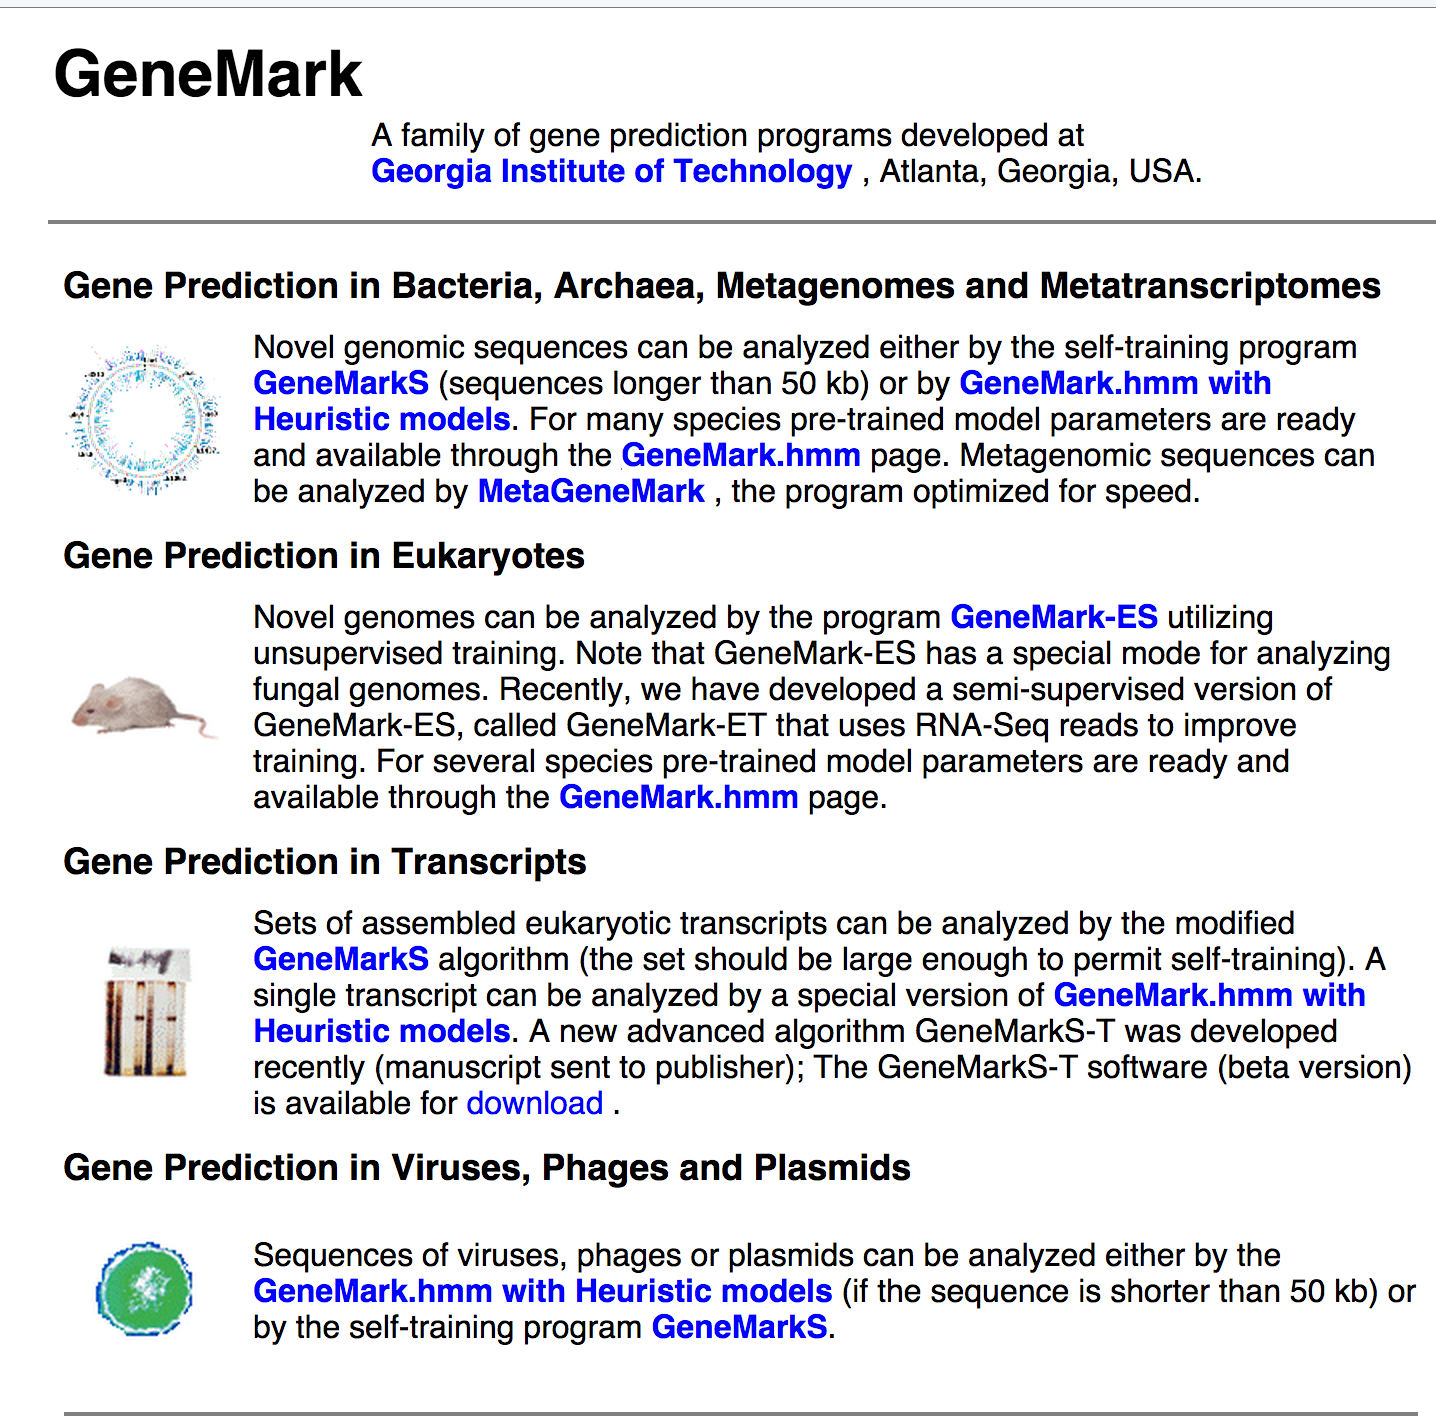 GeneMark
A family of gene prediction programs developed at
Georgia Institute of Technology , Atlanta, Georgia, USA.
Gene Prediction in Bacteria, Archaea, Metagenomes and Metatranscriptomes
Novel genomic sequences can be analyzed either by the self-training program
GeneMarkS (sequences longer than 50 kb) or by GeneMark.hmm with
Heuristic models. For many species pre-trained model parameters are ready
and available through the GeneMark.hmm page. Metagenomic sequences can
be analyzed by MetaGeneMark , the program optimized for speed.
Gene Prediction in Eukaryotes
Novel genomes can be analyzed by the program GeneMark-ES utilizing
unsupervised training. Note that GeneMark-ES has a special mode for analyzing
fungal genomes. Recently, we have developed a semi-supervised version of
GeneMark-ES, called GeneMark-ET that uses RNA-Seq reads to improve
training. For several species pre-trained model parameters are ready and
available through the GeneMark.hmm page.
Gene Prediction in Transcripts
Sets of assembled eukaryotic transcripts can be analyzed by the modified
GeneMarkS algorithm (the set should be large enough to permit self-training). A
single transcript can be analyzed by a special version of GeneMark.hmm with
Heuristic models. A new advanced algorithm GeneMarkS-T was developed
recently (manuscript sent to publisher); The GeneMarkS-T software (beta version)
is available for download .
Gene Prediction in Viruses, Phages and Plasmids
Sequences of viruses, phages or plasmids can be analyzed either by the
GeneMark.hmm with Heuristic models (if the sequence is shorter than 50 kb) or
by the self-training program GeneMarkS.